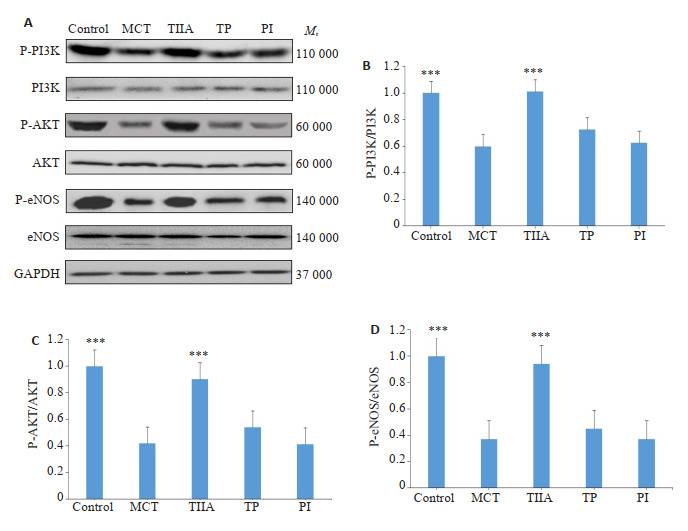 A
Control MCT TIIA TP PI Mr
P-PI3K 110 000
PI3K 110 000
P-AKT 60 000
AKT 60 000
P-eNOS 140 000
eNOS 140 000
GAPDH 37 000
B
P-PI3K/PI3K
1.2
1.0
0.8
0.6
0.4
0.2
0
*** ***
Control MCT TIIA TP PI
C
P-AKT/AKT
1.2
1.0
0.8
0.6
0.4
0.2
0
*** ***
Control MCT TIIA TP PI
D
P-eNOS/eNOS
1.2
1.0
0.8
0.6
0.4
0.2
0
*** ***
Control MCT TIIA TP PI